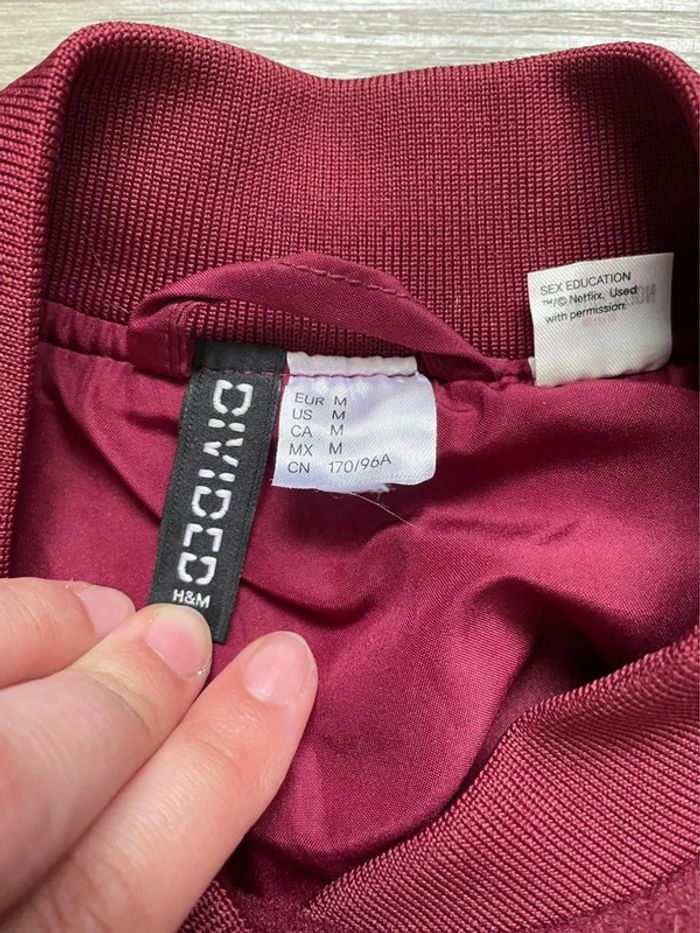 SEX EDUCATION
™/© Netflix. Used
with permission.
DIVIDED
H&M
EUR M
US M
CA M
MX M
CN 170/96A